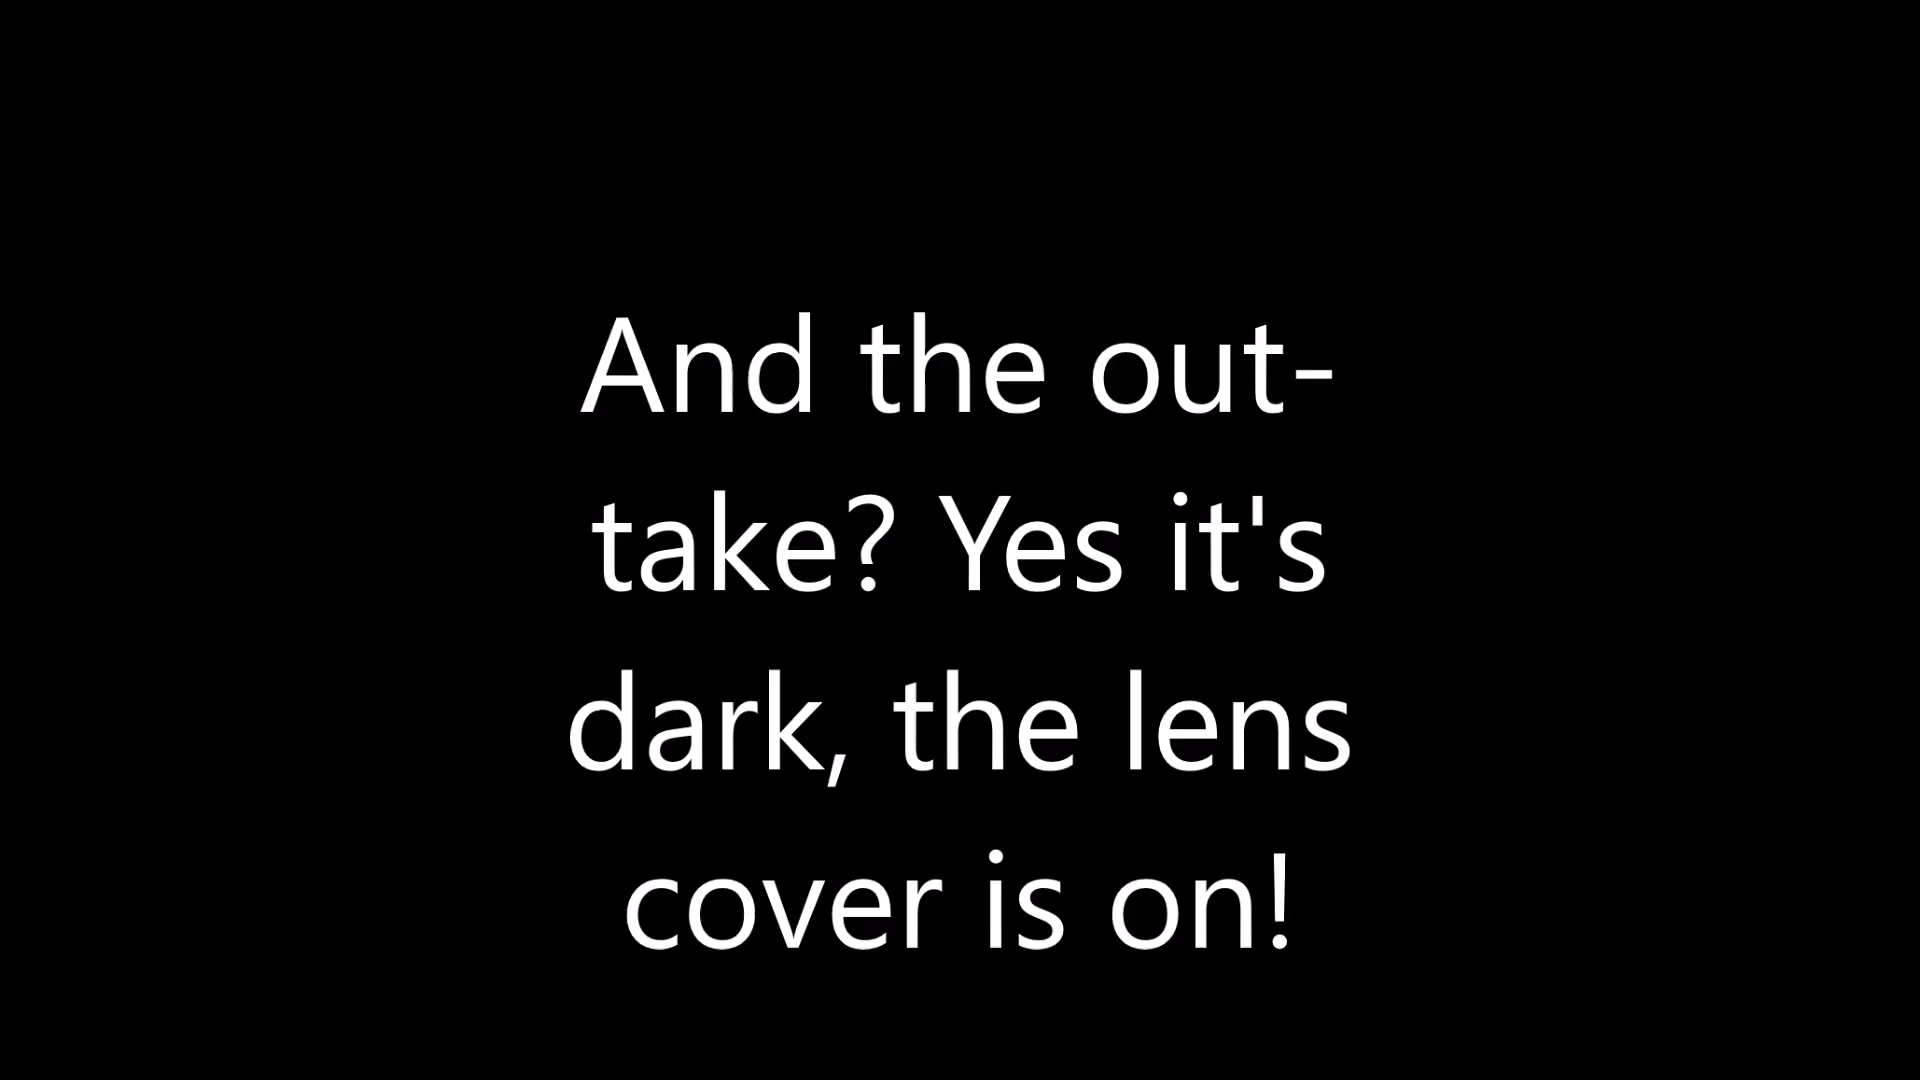 And the out-
take? Yes it's
dark, the lens
cover is on!